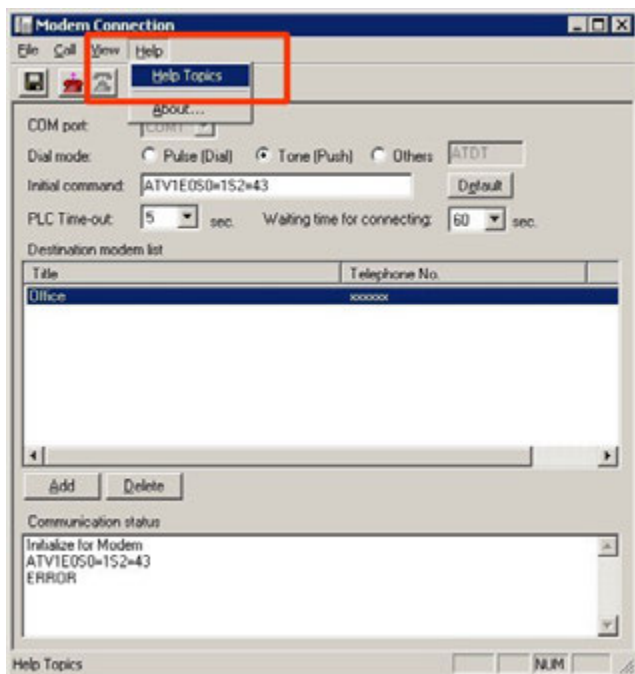 Modem Connection
File Call View Help
Help Topics
About...
COM port: COM1
Dial mode: Pulse (Dial) Tone (Push) Others ATDT
Initial command: ATV1E0S0=1S2=43 Default
PLC Time-out: 5 sec. Waiting time for connecting: 60 sec.
Destination modem list
Title Telephone No.
Office xxxxxx
Add Delete
Communication status
Initialize for Modem
ATV1E0S0=1S2=43
ERROR
Help Topics NUM